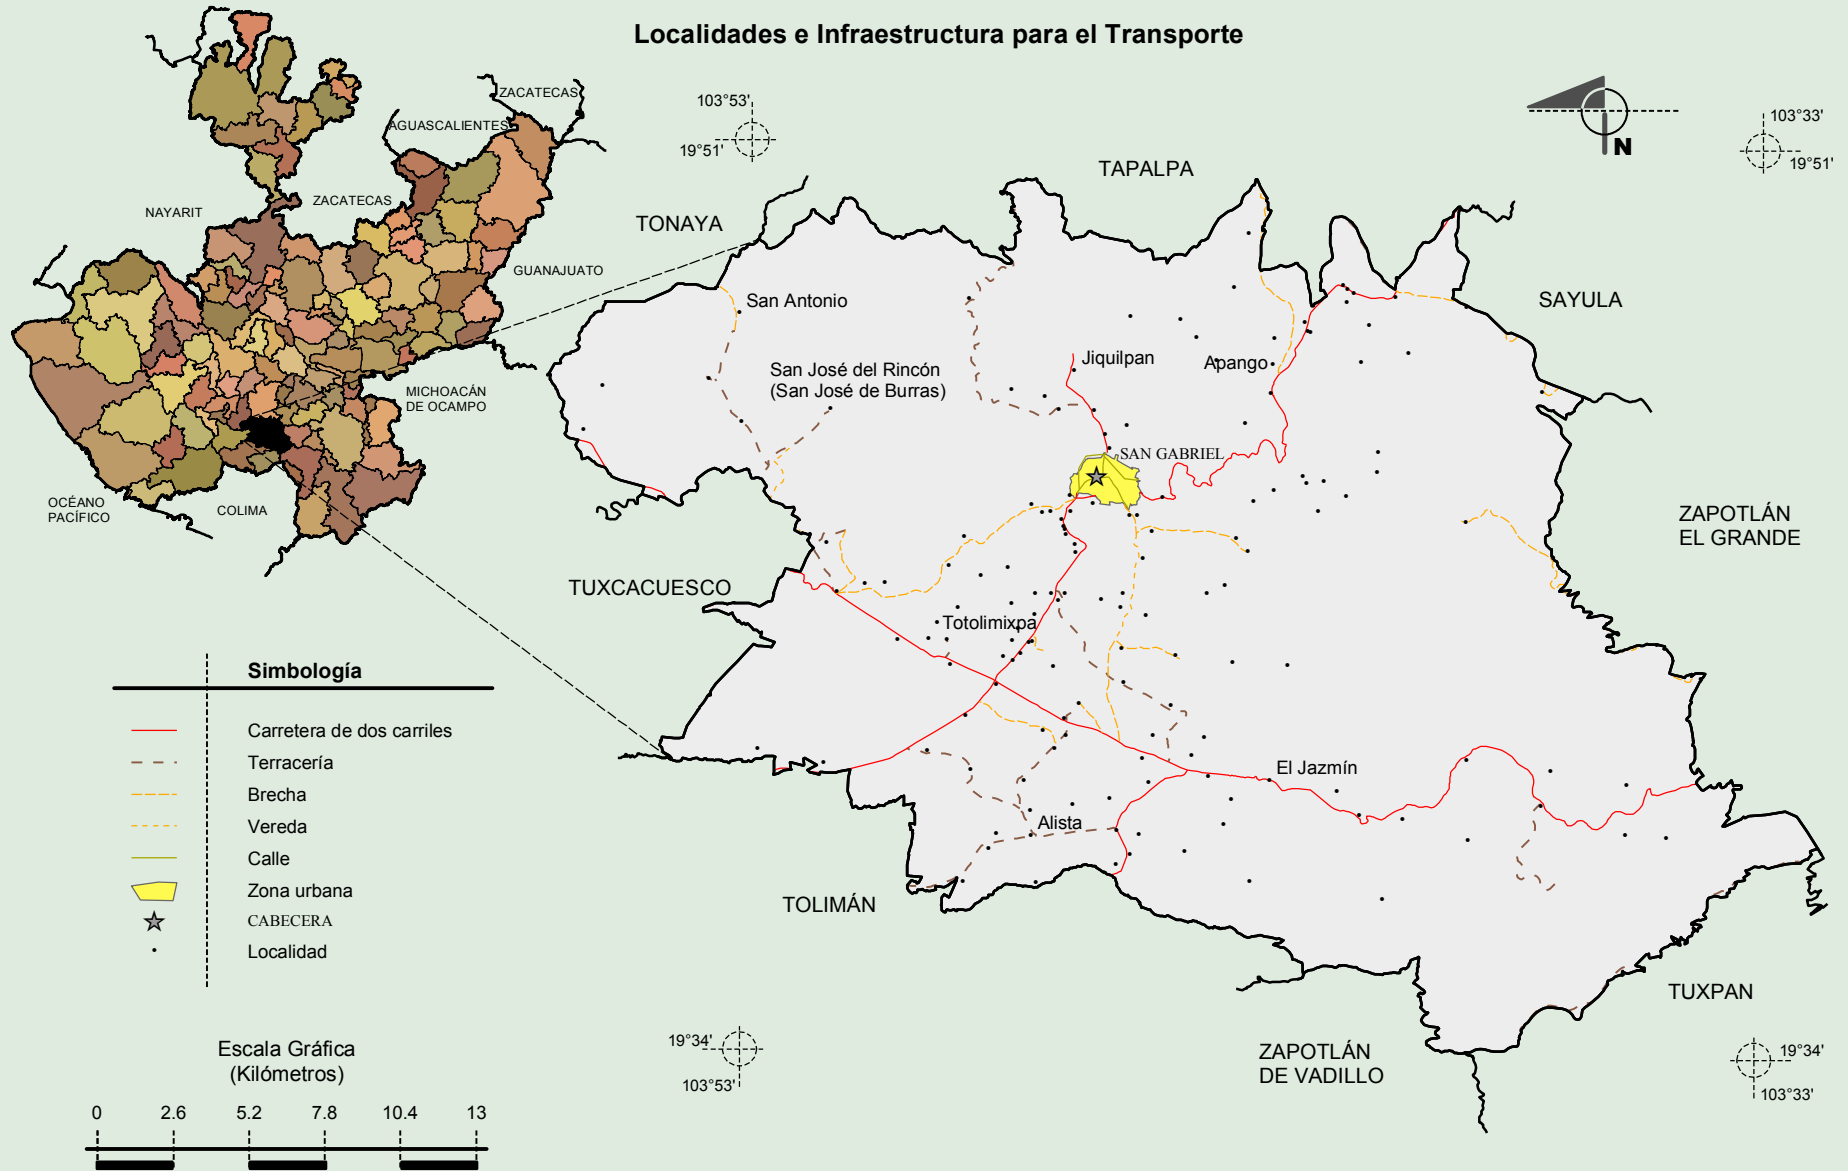 Localidades e Infraestructura para el Transporte
ZACATECAS
AGUASCALIENTES
ZACATECAS
NAYARIT
GUANAJUATO
MICHOACÁN
DE OCAMPO
OCÉANO
PACÍFICO
COLIMA
103°53'
19°51'
N
103°33'
19°51'
TAPALPA
TONAYA
SAYULA
San Antonio
Jiquilpan
Apango
San José del Rincón
(San José de Burras)
SAN GABRIEL
ZAPOTLÁN
EL GRANDE
TUXCACUESCO
Totolimixpa
El Jazmín
Alista
TOLIMÁN
TUXPAN
ZAPOTLÁN
DE VADILLO
19°34'
103°53'
19°34'
103°33'
Simbología
Carretera de dos carriles
Terracería
Brecha
Vereda
Calle
Zona urbana
CABECERA
Localidad
Escala Gráfica
(Kilómetros)
0 2.6 5.2 7.8 10.4 13